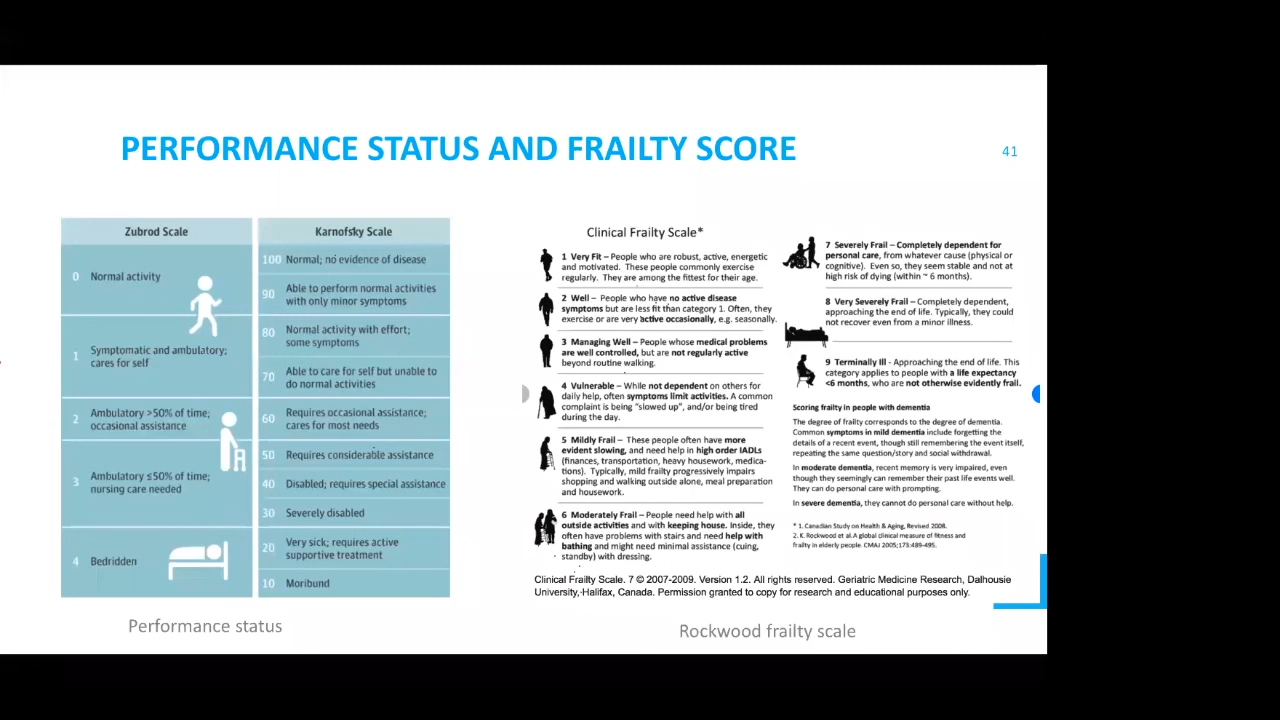 PERFORMANCE STATUS AND FRAILTY SCORE
41
Zubrod Scale
0 Normal activity
1 Symptomatic and ambulatory;
cares for self
2 Ambulatory >50% of time;
occasional assistance
3 Ambulatory ≤50% of time;
nursing care needed
4 Bedridden
Karnofsky Scale
100 Normal; no evidence of disease
90 Able to perform normal activities
with only minor symptoms
80 Normal activity with effort;
some symptoms
70 Able to care for self but unable to
do normal activities
60 Requires occasional assistance;
cares for most needs
50 Requires considerable assistance
40 Disabled; requires special assistance
30 Severely disabled
20 Very sick; requires active
supportive treatment
10 Moribund
Performance status
Clinical Frailty Scale*
1 Very Fit – People who are robust, active, energetic
and motivated. These people commonly exercise
regularly. They are among the fittest for their age.
2 Well – People who have no active disease
symptoms but are less fit than category 1. Often, they
exercise or are very active occasionally, e.g. seasonally.
3 Managing Well – People whose medical problems
are well controlled, but are not regularly active
beyond routine walking.
4 Vulnerable – While not dependent on others for
daily help, often symptoms limit activities. A common
complaint is being "slowed up", and/or being tired
during the day.
5 Mildly Frail – These people often have more
evident slowing, and need help in high order IADLs
(finances, transportation, heavy housework, medica-
tions). Typically, mild frailty progressively impairs
shopping and walking outside alone, meal preparation
and housework.
6 Moderately Frail – People need help with all
outside activities and with keeping house. Inside, they
often have problems with stairs and need help with
bathing and might need minimal assistance (cuing,
standby) with dressing.
7 Severely Frail – Completely dependent for
personal care, from whatever cause (physical or
cognitive). Even so, they seem stable and not at
high risk of dying (within ~ 6 months).
8 Very Severely Frail – Completely dependent,
approaching the end of life. Typically, they could
not recover even from a minor illness.
9 Terminally Ill - Approaching the end of life. This
category applies to people with a life expectancy
<6 months, who are not otherwise evidently frail.
Scoring frailty in people with dementia
The degree of frailty corresponds to the degree of dementia.
Common symptoms in mild dementia include forgetting the
details of a recent event, though still remembering the event itself,
repeating the same question/story and social withdrawal.
In moderate dementia, recent memory is very impaired, even
though they seemingly can remember their past life events well.
They can do personal care with prompting.
In severe dementia, they cannot do personal care without help.
* 1. Canadian Study on Health & Aging, Revised 2008.
2. K. Rockwood et al. A global clinical measure of fitness and
frailty in elderly people. CMAJ 2005;173:489-495.
Clinical Frailty Scale. 7 © 2007-2009. Version 1.2. All rights reserved. Geriatric Medicine Research, Dalhousie
University, Halifax, Canada. Permission granted to copy for research and educational purposes only.
Rockwood frailty scale